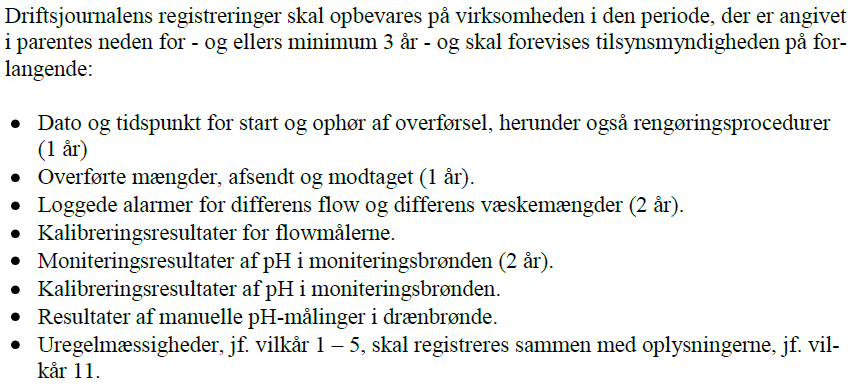 Driftsjournalens registreringer skal opbevares på virksomheden i den periode, der er angivet
i parentes neden for - og ellers minimum 3 år - og skal forevises tilsynsmyndigheden på for-
langende:
• Dato og tidspunkt for start og ophør af overførsel, herunder også rengøringsprocedurer
(1 år)
• Overførte mængder, afsendt og modtaget (1 år).
• Loggede alarmer for differens flow og differens væskemængder (2 år).
• Kalibreringsresultater for flowmålerne.
• Moniteringsresultater af pH i moniteringsbrønden (2 år).
• Kalibreringsresultater af pH i moniteringsbrønden.
• Resultater af manuelle pH-målinger i drænbrønde.
• Uregelmæssigheder, jf. vilkår 1 – 5, skal registreres sammen med oplysningerne, jf. vil-
kår 11.